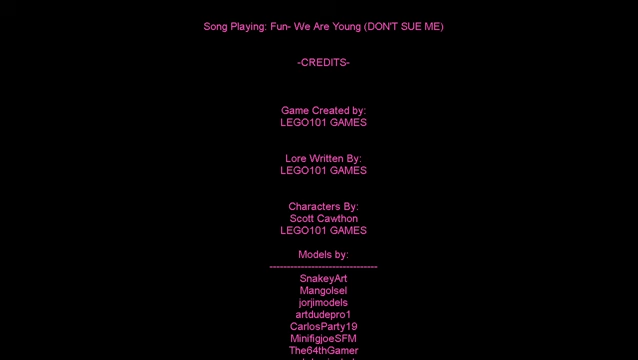 Song Playing: Fun- We Are Young (DON'T SUE ME)
-CREDITS-
Game Created by:
LEGO101 GAMES
Lore Written By:
LEGO101 GAMES
Characters By:
Scott Cawthon
LEGO101 GAMES
Models by:
-------------------------------
SnakeyArt
Mangolsel
jorjimodels
artdudepro1
CarlosParty19
MinifigjoeSFM
The64thGamer